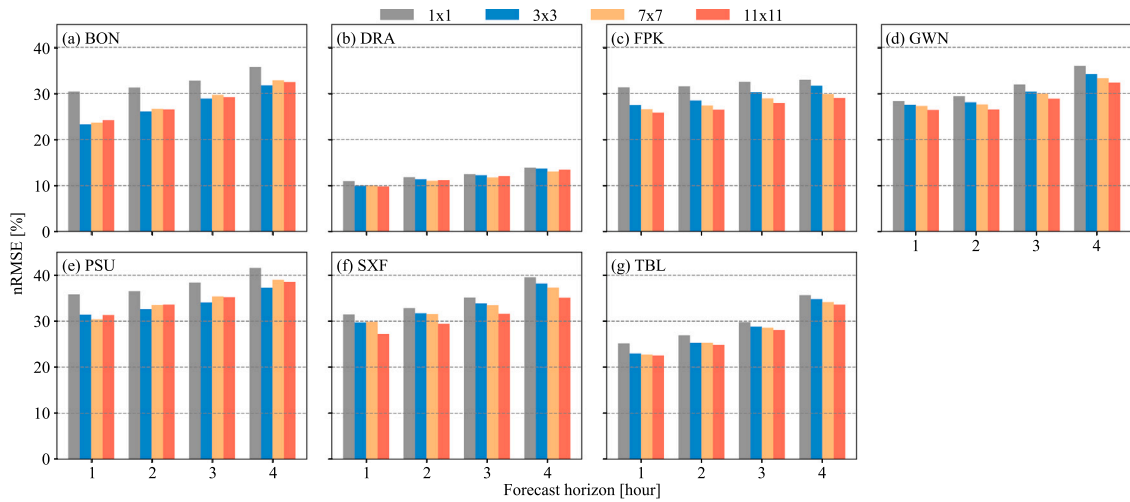 1x1 3x3 7x7 11x11
(a) BON (b) DRA (c) FPK (d) GWN
40
30
20
10
0
1 2 3 4
(e) PSU (f) SXF (g) TBL
40
30
20
10
0
1 2 3 4 1 2 3 4 1 2 3 4
nRMSE [%]
Forecast horizon [hour]